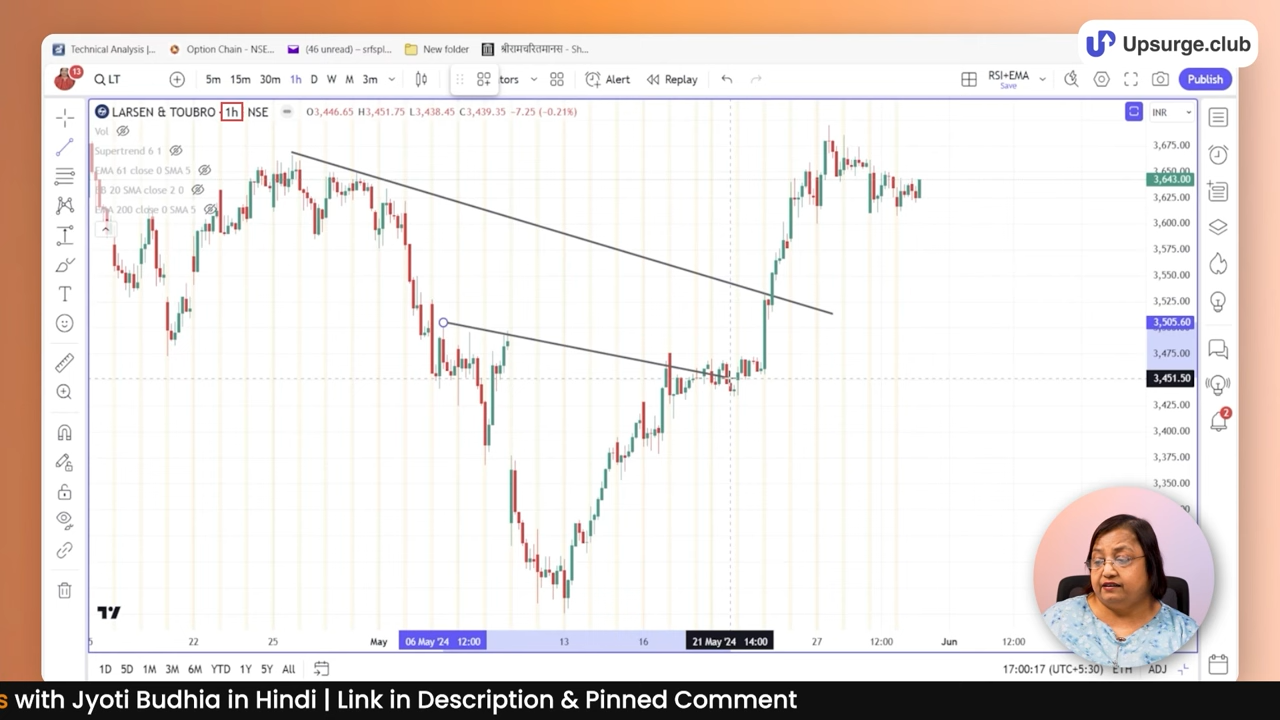 Upsurge.club
Technical Analysis |...
Option Chain - NSE...
(46 unread) – srfspl...
New folder
श्रीरामचरितमानस - Sh...
13
LT
5m 15m 30m 1h D W M 3m
tors
Alert
Replay
RSI+EMA
Save
Publish
LARSEN & TOUBRO 1h NSE
O3,446.65 H3,451.75 L3,438.45 C3,439.35 −7.25 (−0.21%)
INR
Vol
Supertrend 6 1
EMA 61 close 0 SMA 5
BB 20 SMA close 2 0
EMA 200 close 0 SMA 5
3,675.00
3,650.00
3,643.00
3,625.00
3,600.00
3,575.00
3,550.00
3,525.00
3,505.60
3,475.00
3,451.50
3,425.00
3,400.00
3,375.00
3,350.00
2
22 25 May 06 May '24 12:00 13 16 21 May '24 14:00 27 12:00 Jun 12:00
1D 5D 1M 3M 6M YTD 1Y 5Y All
17:00:17 (UTC+5:30) ETH ADJ
s with Jyoti Budhia in Hindi | Link in Description & Pinned Comment